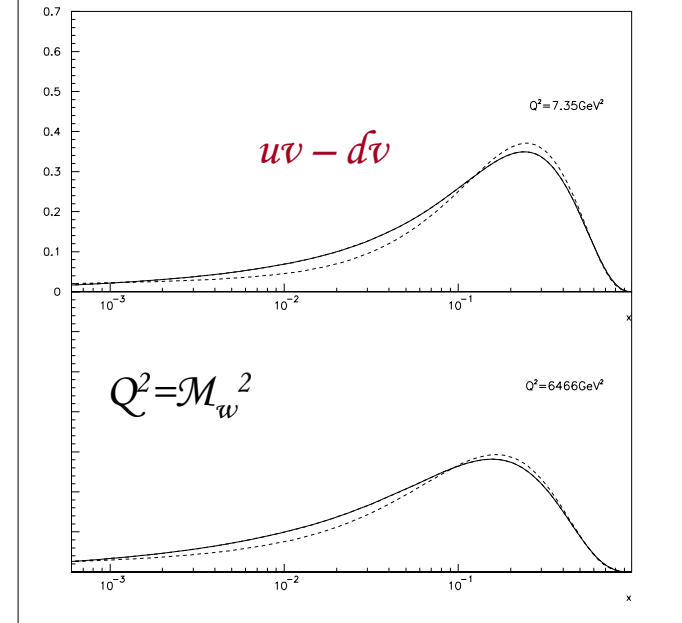 0.7
0.6
Q²=7.35GeV²
0.5
0.4
uv – dv
0.3
0.2
0.1
0
10⁻³ 10⁻² 10⁻¹
x
Q²=Mw²
Q²=6466GeV²
10⁻³ 10⁻² 10⁻¹
x